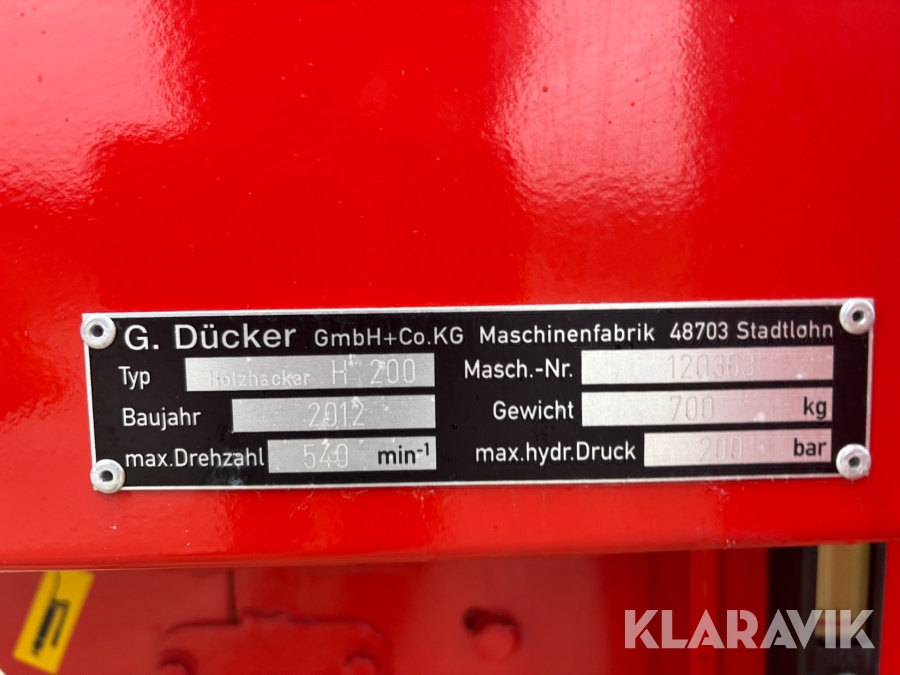 G. Dücker GmbH+Co.KG Maschinenfabrik 48703 Stadtlohn
Typ Holzhacker H 200 Masch.-Nr. 120363
Baujahr 2012 Gewicht 700 kg
max.Drehzahl 540 min-1 max.hydr.Druck 200 bar
KLARAVIK